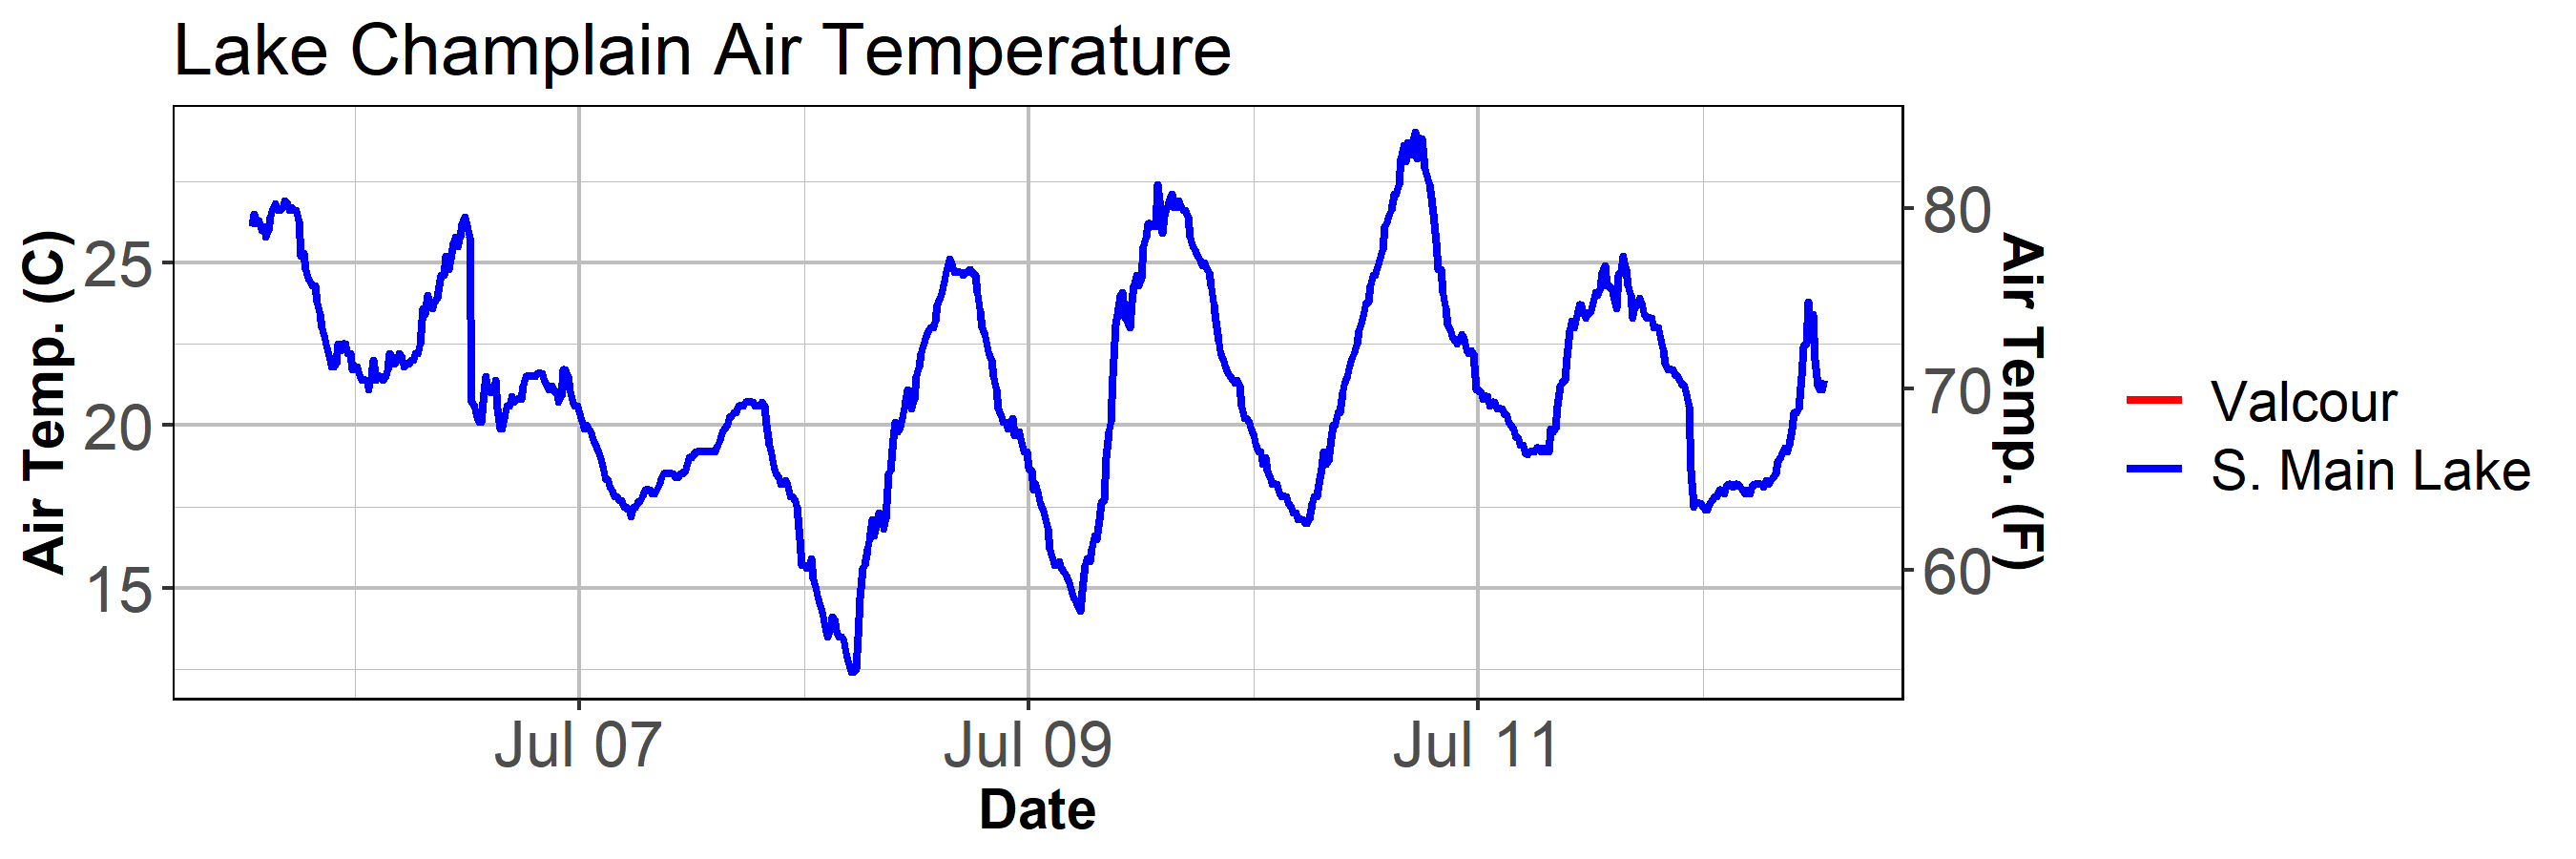 Lake Champlain Air Temperature
Air Temp. (C)
25
20
15
80
70
60
Air Temp. (F)
Jul 07
Jul 09
Jul 11
Date
Valcour
S. Main Lake